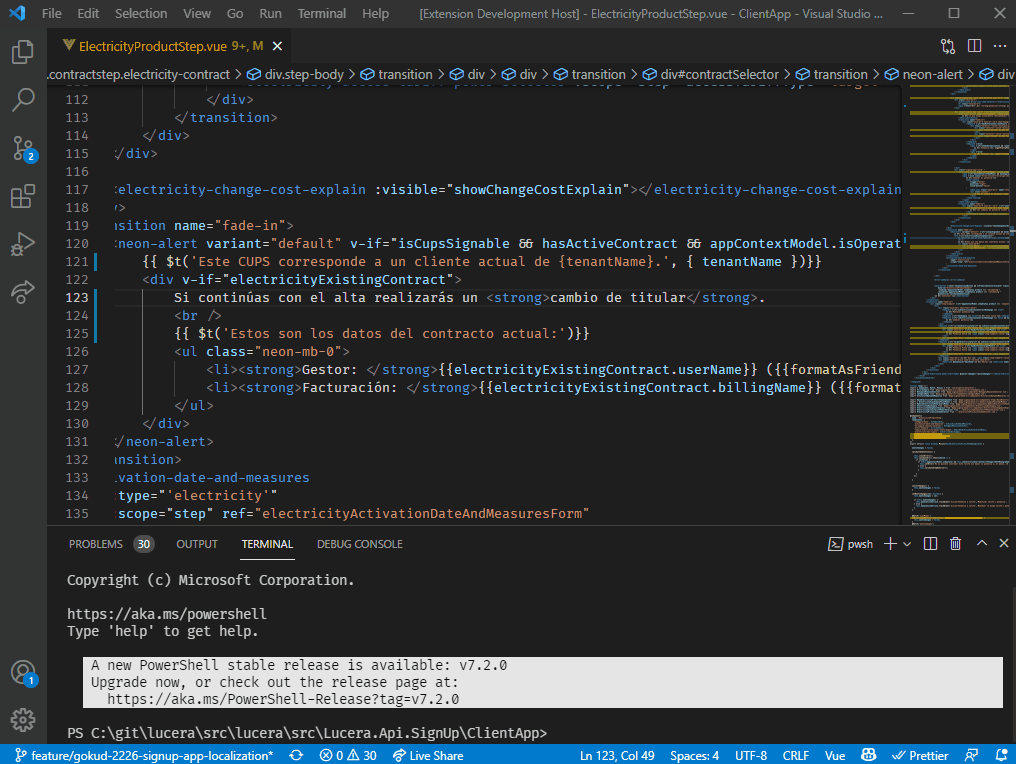 File Edit Selection View Go Run Terminal Help [Extension Development Host] - ElectricityProductStep.vue - ClientApp - Visual Studio ...
ElectricityProductStep.vue 9+, M
.contractstep.electricity-contract > div.step-body > transition > div > div > transition > div#contractSelector > transition > neon-alert > div
112 </div>
113 </transition>
114 </div>
115 /div>
116
117 :electricity-change-cost-explain :visible="showChangeCostExplain"></electricity-change-cost-explain
118 >
119 nsition name="fade-in">
120 neon-alert variant="default" v-if="isCupsSignable && hasActiveContract && appContextModel.isOperat
121 {{ $t('Este CUPS corresponde a un cliente actual de {tenantName}.', { tenantName })}}
122 <div v-if="electricityExistingContract">
123 Si continúas con el alta realizarás un <strong>cambio de titular</strong>.
124 <br />
125 {{ $t('Estos son los datos del contracto actual:')}}
126 <ul class="neon-mb-0">
127 <li><strong>Gestor: </strong>{{electricityExistingContract.userName}} ({{formatAsFriend
128 <li><strong>Facturación: </strong>{{electricityExistingContract.billingName}} ({{format
129 </ul>
130 </div>
131 /neon-alert>
132 nsition>
133 vation-date-and-measures
134 type="'electricity'"
135 scope="step" ref="electricityActivationDateAndMeasuresForm"
PROBLEMS 30 OUTPUT TERMINAL DEBUG CONSOLE pwsh
Copyright (c) Microsoft Corporation.
https://aka.ms/powershell
Type 'help' to get help.
A new PowerShell stable release is available: v7.2.0
Upgrade now, or check out the release page at:
https://aka.ms/PowerShell-Release?tag=v7.2.0
PS C:\git\lucera\src\lucera\src\Lucera.Api.SignUp\ClientApp>
2
1
feature/gokud-2226-signup-app-localization* 0 30 Live Share Ln 123, Col 49 Spaces: 4 UTF-8 CRLF Vue Prettier